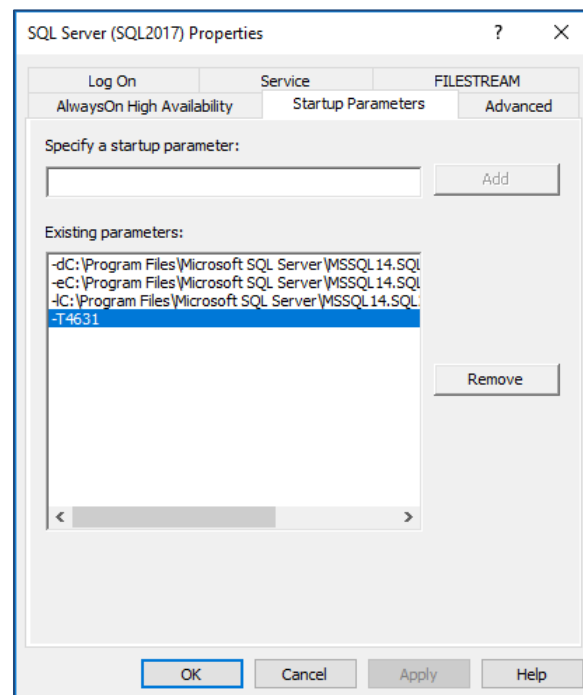 SQL Server (SQL2017) Properties ? X
Log On Service FILESTREAM
AlwaysOn High Availability Startup Parameters Advanced
Specify a startup parameter:
Add
Existing parameters:
-dC:\Program Files\Microsoft SQL Server\MSSQL14.SQL
-eC:\Program Files\Microsoft SQL Server\MSSQL14.SQL
-lC:\Program Files\Microsoft SQL Server\MSSQL14.SQL
-T4631
Remove
OK Cancel Apply Help